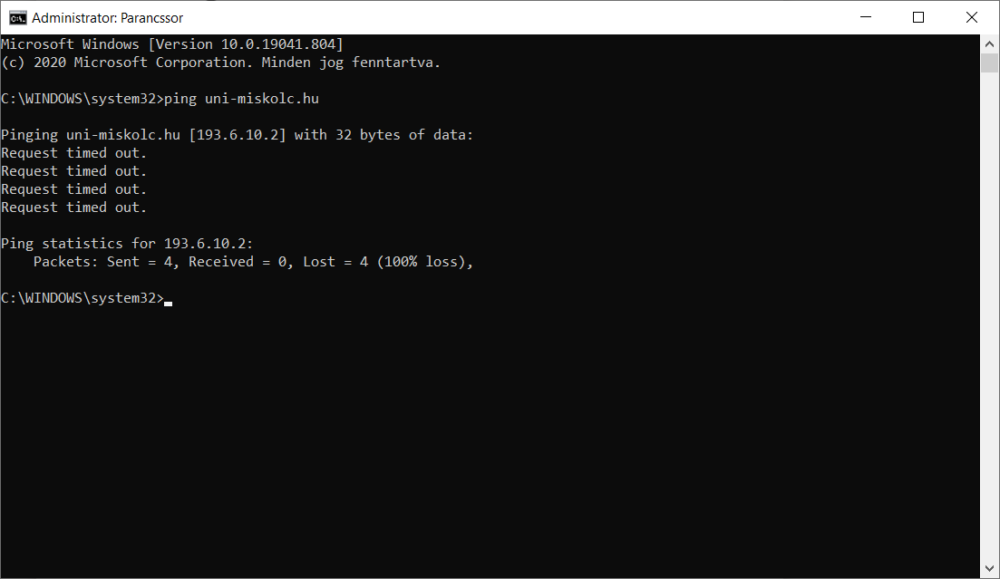 Administrator: Parancssor
Microsoft Windows [Version 10.0.19041.804]
(c) 2020 Microsoft Corporation. Minden jog fenntartva.
C:\WINDOWS\system32>ping uni-miskolc.hu
Pinging uni-miskolc.hu [193.6.10.2] with 32 bytes of data:
Request timed out.
Request timed out.
Request timed out.
Request timed out.
Ping statistics for 193.6.10.2:
    Packets: Sent = 4, Received = 0, Lost = 4 (100% loss),
C:\WINDOWS\system32>